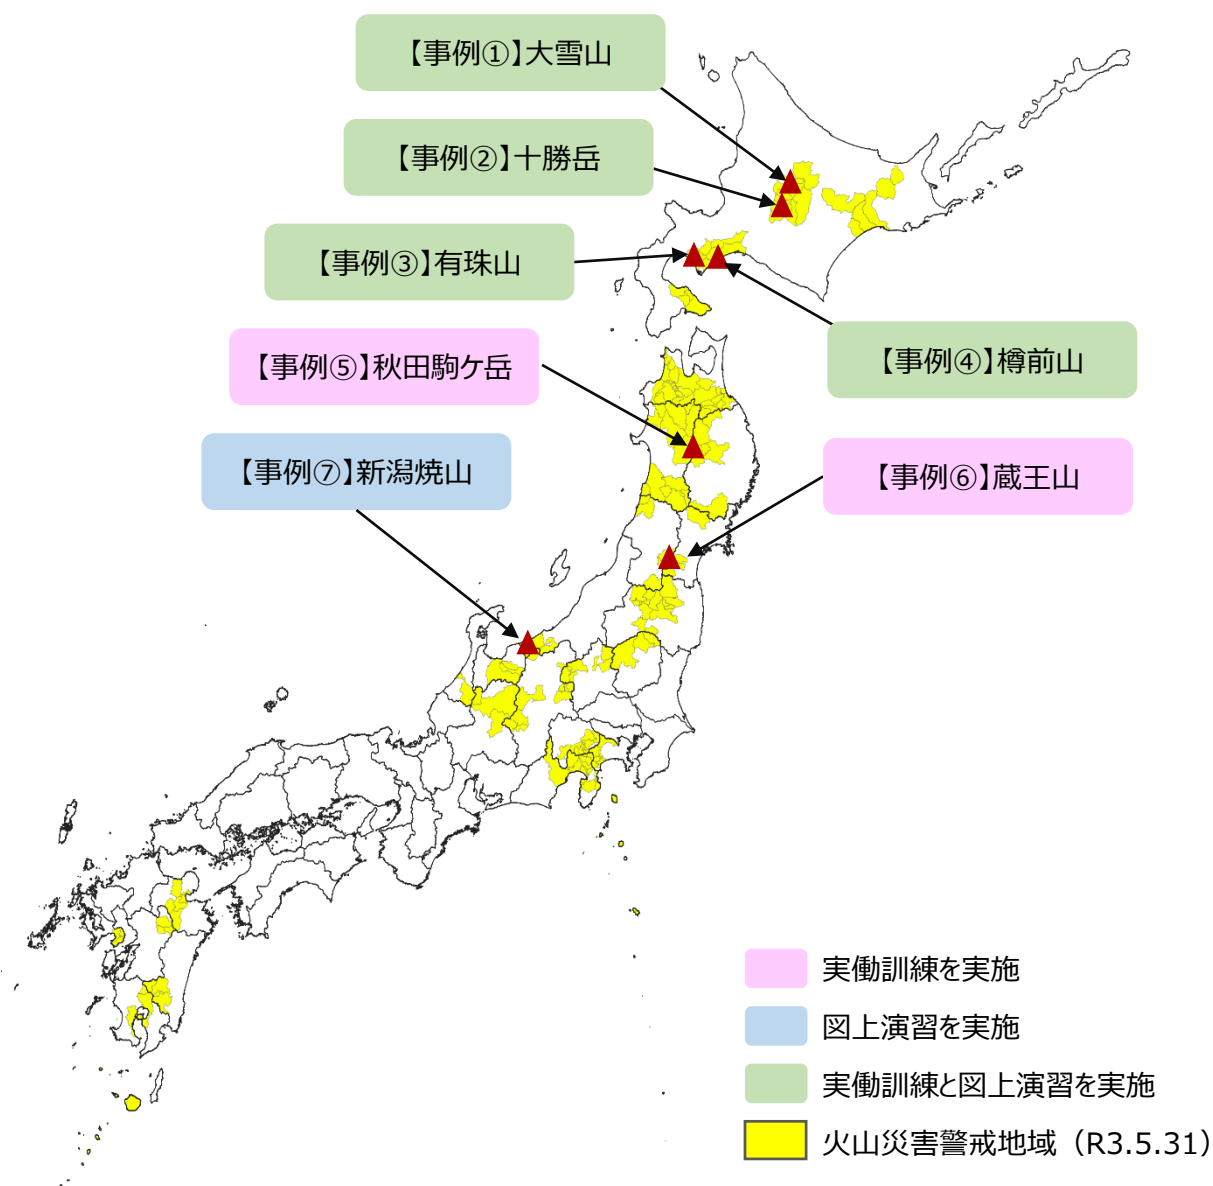 【事例①】大雪山
【事例②】十勝岳
【事例③】有珠山
【事例④】樽前山
【事例⑤】秋田駒ケ岳
【事例⑥】蔵王山
【事例⑦】新潟焼山
実働訓練を実施
図上演習を実施
実働訓練と図上演習を実施
火山災害警戒地域（R3.5.31）